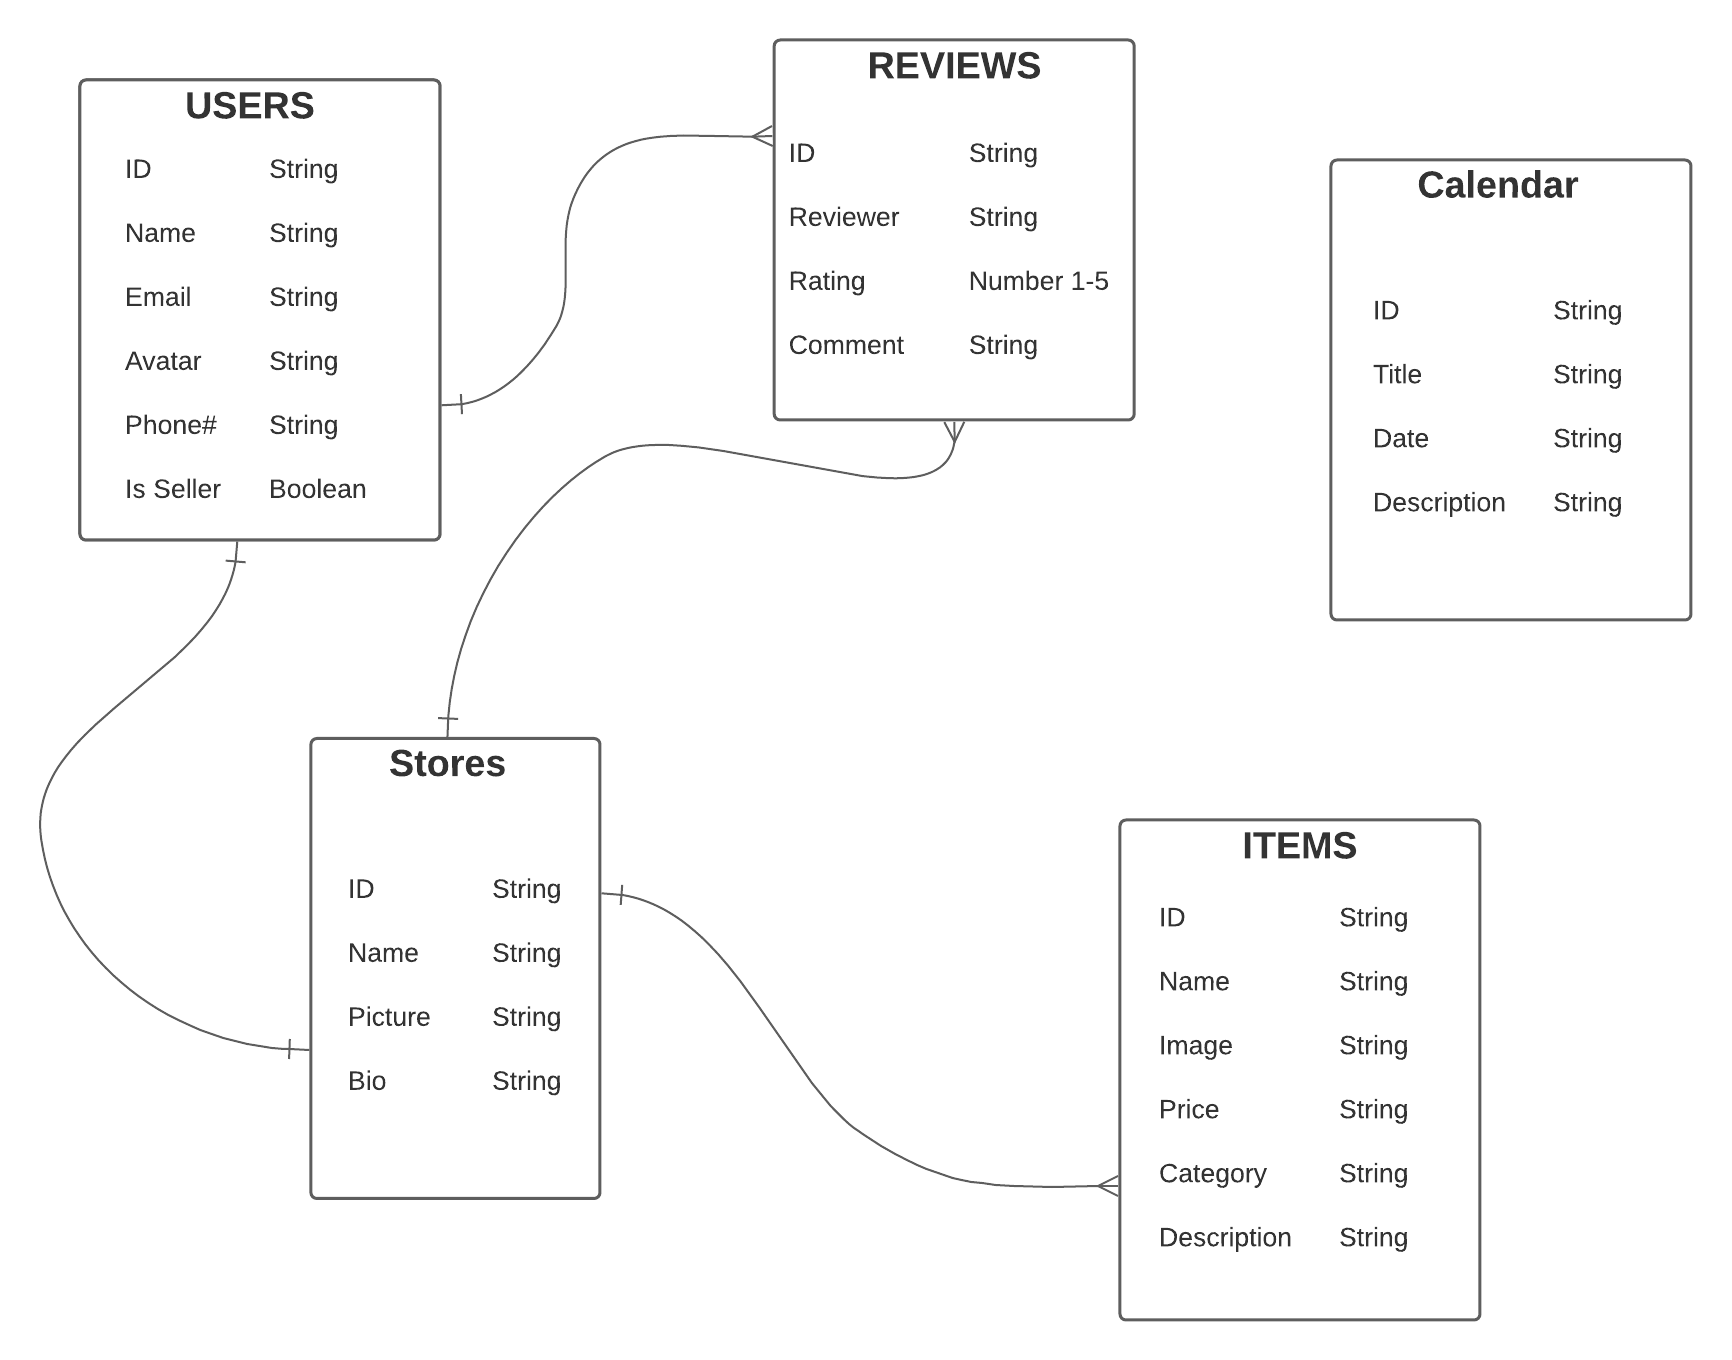 USERS
ID String
Name String
Email String
Avatar String
Phone# String
Is Seller Boolean
REVIEWS
ID String
Reviewer String
Rating Number 1-5
Comment String
Calendar
ID String
Title String
Date String
Description String
Stores
ID String
Name String
Picture String
Bio String
ITEMS
ID String
Name String
Image String
Price String
Category String
Description String